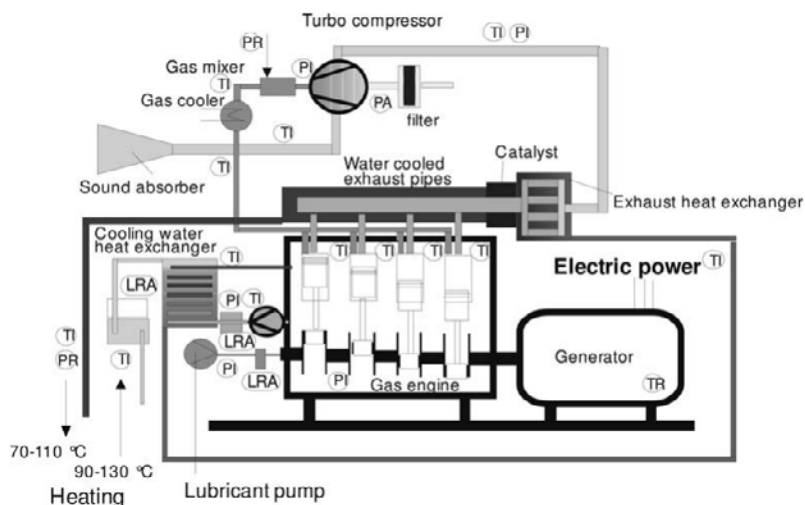 Turbo compressor
TI PI
PR
Gas mixer
PI
TI
Gas cooler
PA
filter
TI
TI
Catalyst
Water cooled
exhaust pipes
Sound absorber
Exhaust heat exchanger
Cooling water
heat exchanger
TI
TI
TI
TI
TI
Electric power
TI
LRA
PI
TI
TI
LRA
Generator
TI
PR
PI
LRA
PI
Gas engine
TR
70-110 °C
90-130 °C
Heating
Lubricant pump